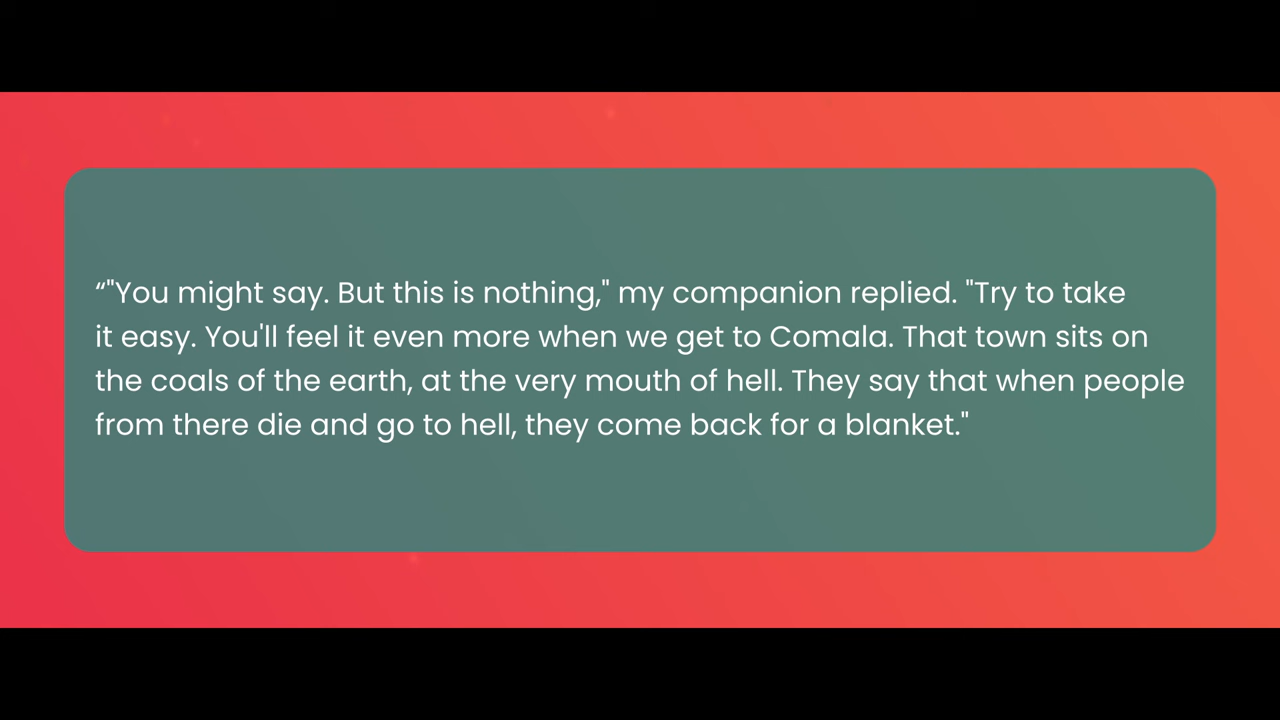 “"You might say. But this is nothing," my companion replied. "Try to take
it easy. You'll feel it even more when we get to Comala. That town sits on
the coals of the earth, at the very mouth of hell. They say that when people
from there die and go to hell, they come back for a blanket."